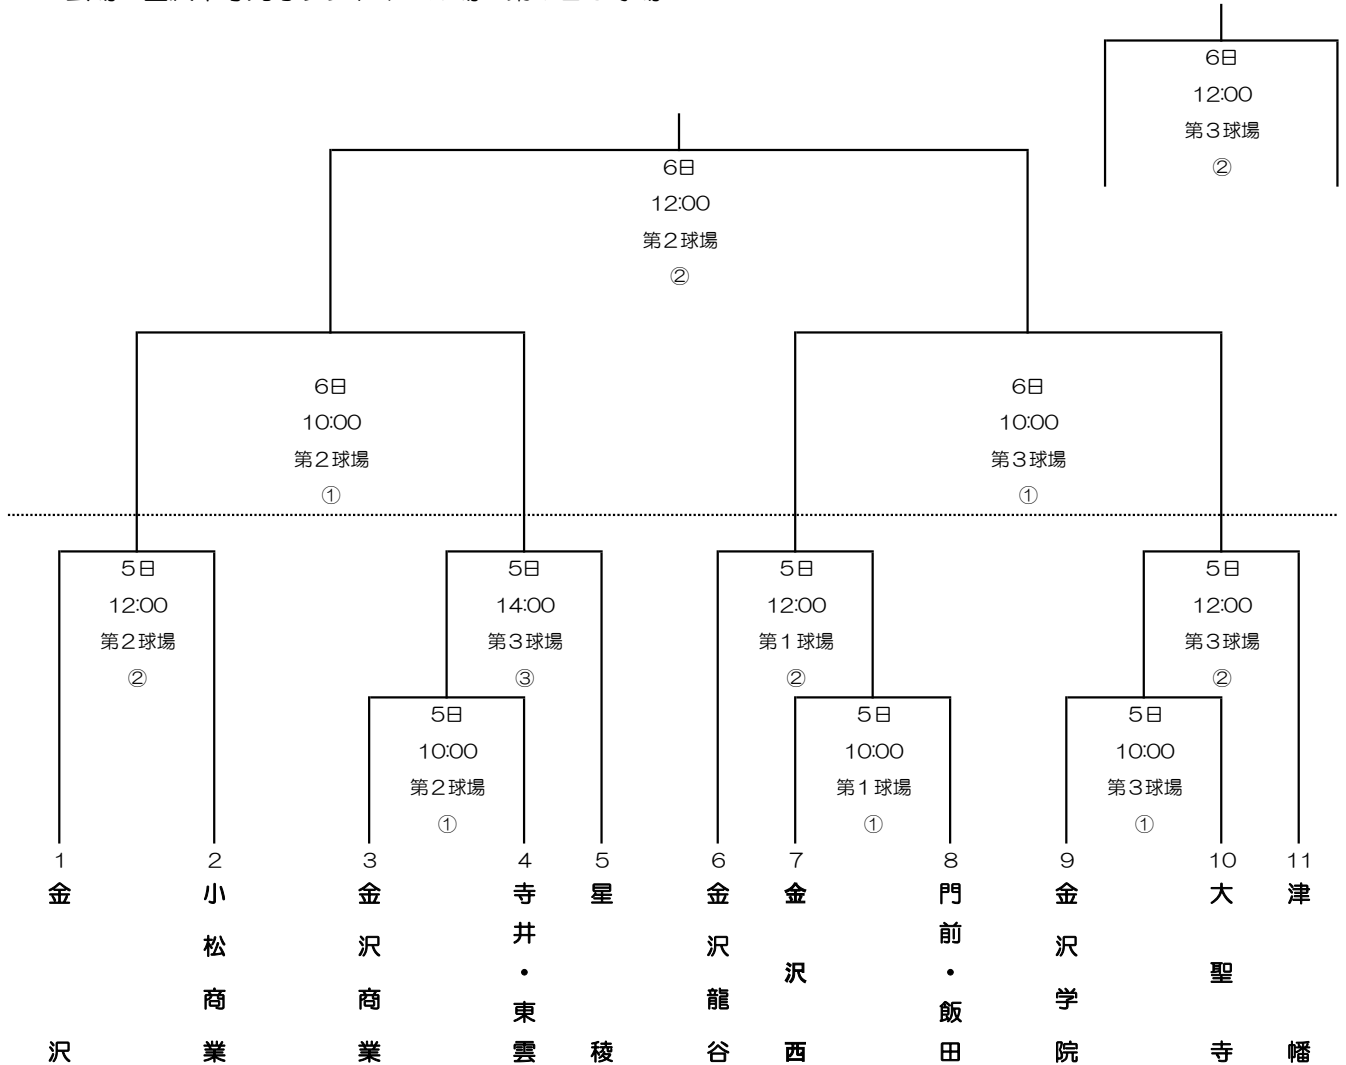 6日
12:00
第3球場
②
6日
12:00
第2球場
②
6日
10:00
第2球場
①
6日
10:00
第3球場
①
5日
12:00
第2球場
②
5日
14:00
第3球場
③
5日
12:00
第1球場
②
5日
12:00
第3球場
②
5日
10:00
第2球場
①
5日
10:00
第1球場
①
5日
10:00
第3球場
①
1
金沢
2
小松商業
3
金沢商業
4
寺井・東雲
5
星稜
6
金沢龍谷
7
金沢西
8
門前・飯田
9
金沢学院
10
大聖寺
11
津幡